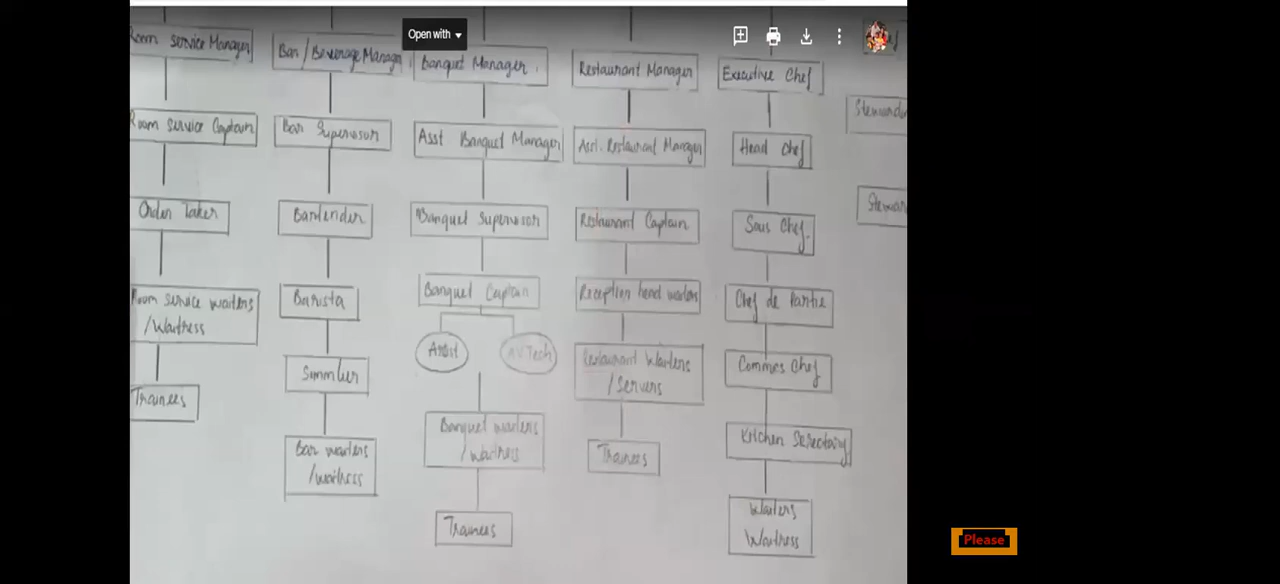 Open with
Room Service Manager
Bar / Beverage Manager
Banquet Manager
Restaurant Manager
Executive Chef
Room Service Captain
Bar Supervisor
Asst Banquet Manager
Asst. Restaurant Manager
Head Chef
Order Taker
Bartender
Banquet Supervisor
Restaurant Captain
Sous Chef.
Room Service waiters
/Waitress
Barista
Banquet Captain
Reception head waiters
Chef de Partie
Trainees
Simmlier
AV Tech
Restaurant Waiters
/Servers
Commis Chef
Bar waiters
/waitress
Banquet waiters
/Waitress
Trainees
Kitchen Secretary
Trainees
Waiters
Waitress
Please